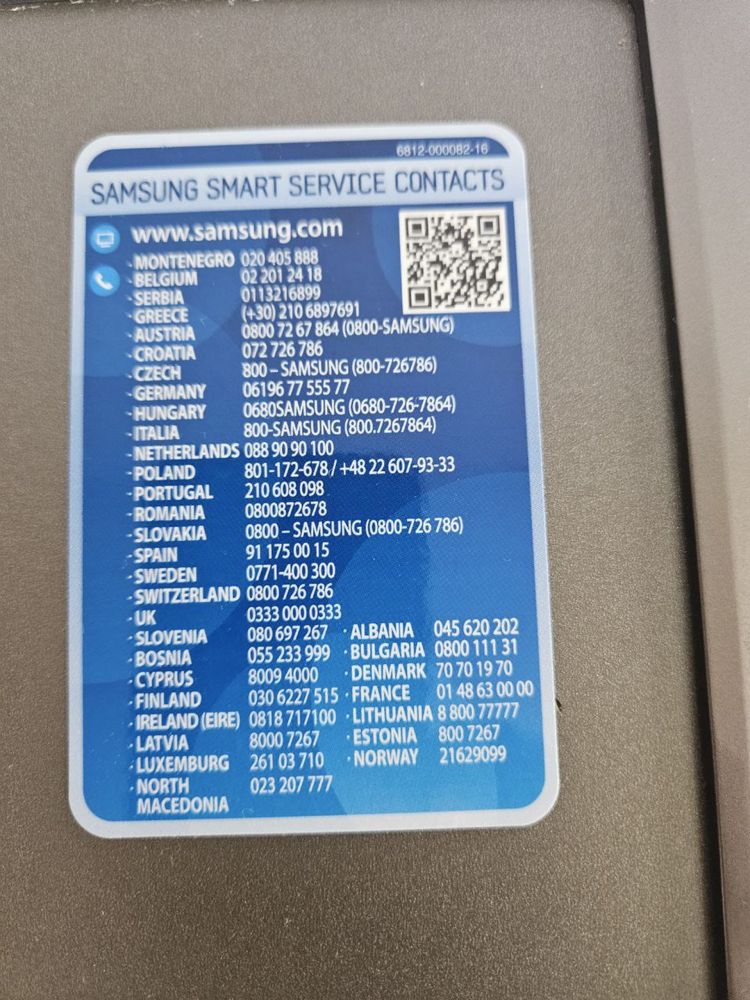 6812-000082-16
SAMSUNG SMART SERVICE CONTACTS
www.samsung.com
· MONTENEGRO 020 405 888
· BELGIUM 02 201 24 18
· SERBIA 0113216899
· GREECE (+30) 210 6897691
· AUSTRIA 0800 72 67 864 (0800-SAMSUNG)
· CROATIA 072 726 786
· CZECH 800 – SAMSUNG (800-726786)
· GERMANY 06196 77 555 77
· HUNGARY 0680SAMSUNG (0680-726-7864)
· ITALIA 800-SAMSUNG (800.7267864)
· NETHERLANDS 088 90 90 100
· POLAND 801-172-678 / +48 22 607-93-33
· PORTUGAL 210 608 098
· ROMANIA 0800872678
· SLOVAKIA 0800 – SAMSUNG (0800-726 786)
· SPAIN 91 175 00 15
· SWEDEN 0771-400 300
· SWITZERLAND 0800 726 786
· UK 0333 000 0333
· SLOVENIA 080 697 267 · ALBANIA 045 620 202
· BOSNIA 055 233 999 · BULGARIA 0800 111 31
· CYPRUS 8009 4000 · DENMARK 70 70 19 70
· FINLAND 030 6227 515 · FRANCE 01 48 63 00 00
· IRELAND (EIRE) 0818 717100 · LITHUANIA 8 800 77777
· LATVIA 8000 7267 · ESTONIA 800 7267
· LUXEMBURG 261 03 710 · NORWAY 21629099
· NORTH 023 207 777
MACEDONIA